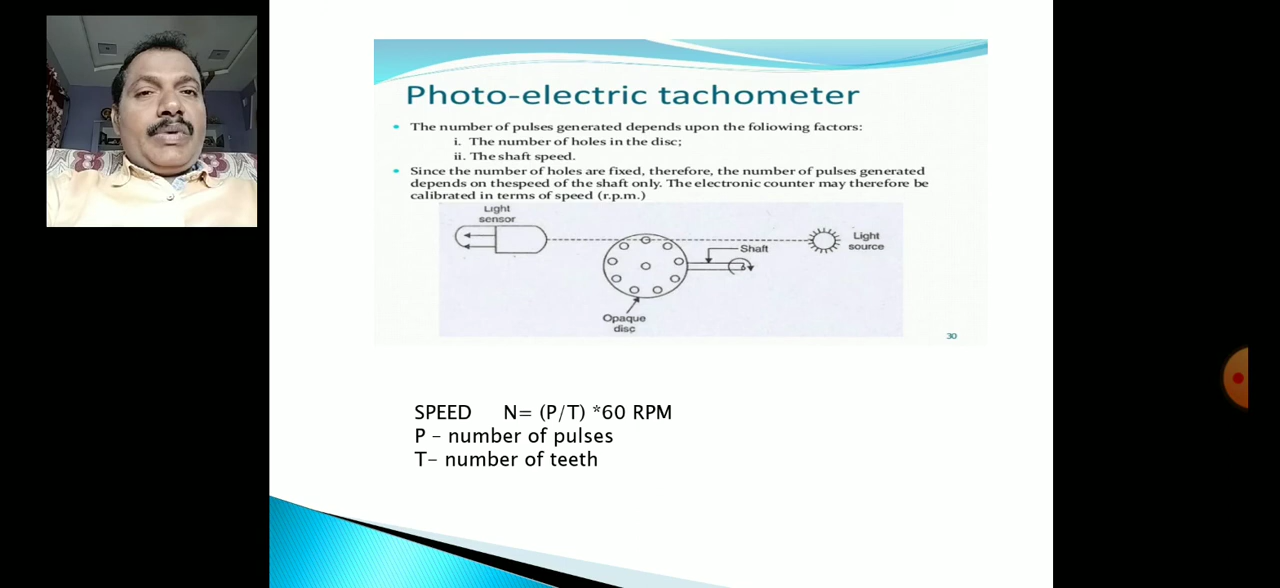 Photo-electric tachometer
• The number of pulses generated depends upon the following factors:
i. The number of holes in the disc;
ii. The shaft speed.
• Since the number of holes are fixed, therefore, the number of pulses generated
depends on thespeed of the shaft only. The electronic counter may therefore be
calibrated in terms of speed (r.p.m.)
Light
sensor
Shaft
Light
source
Opaque
disc
30
SPEED N= (P/T) *60 RPM
P – number of pulses
T– number of teeth